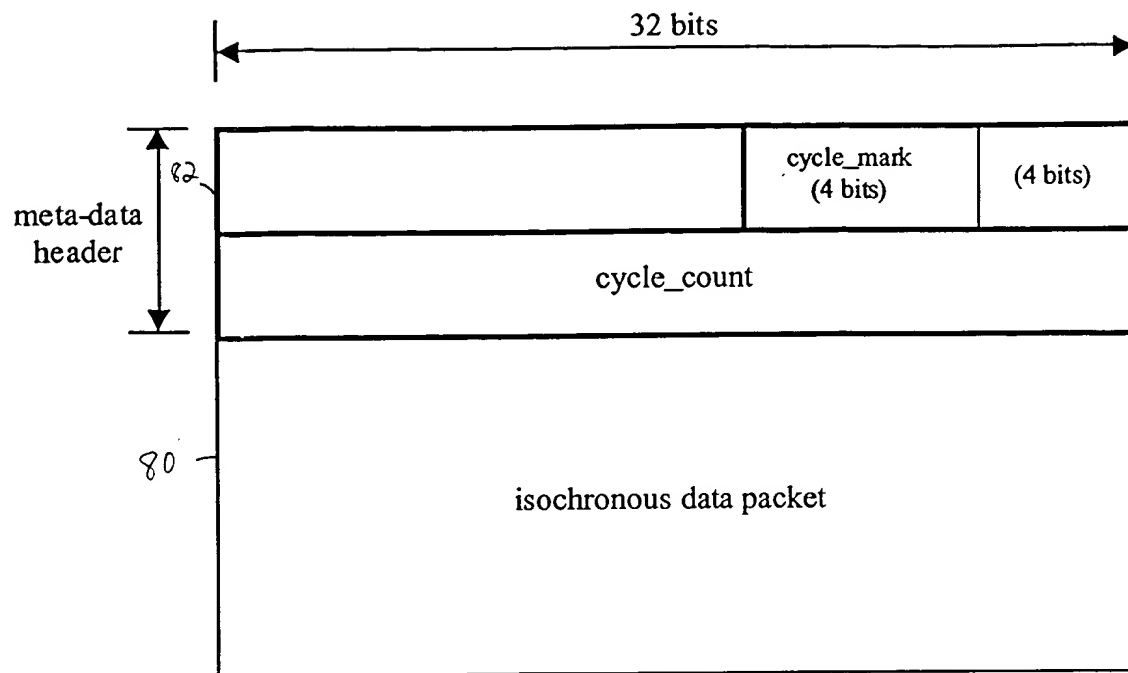 32 bits
82
cycle_mark
(4 bits)
(4 bits)
meta-data
header
cycle_count
80
isochronous data packet